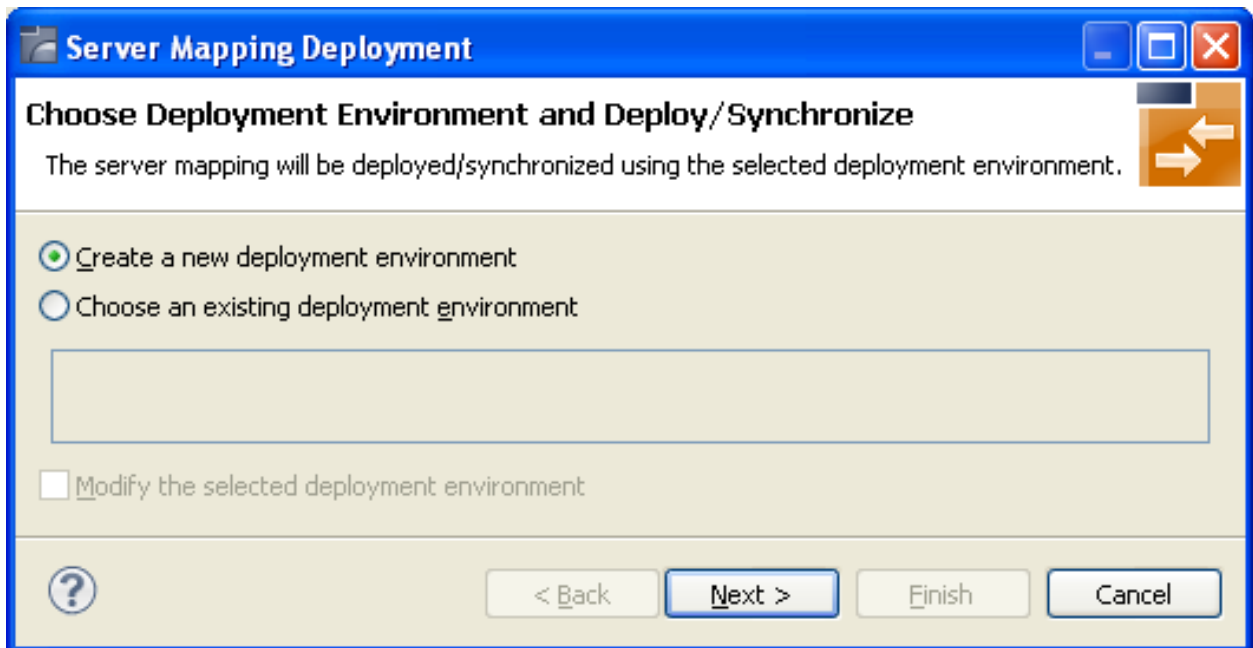 Server Mapping Deployment
Choose Deployment Environment and Deploy/Synchronize
The server mapping will be deployed/synchronized using the selected deployment environment.
Create a new deployment environment
Choose an existing deployment environment
Modify the selected deployment environment
? < Back Next > Finish Cancel